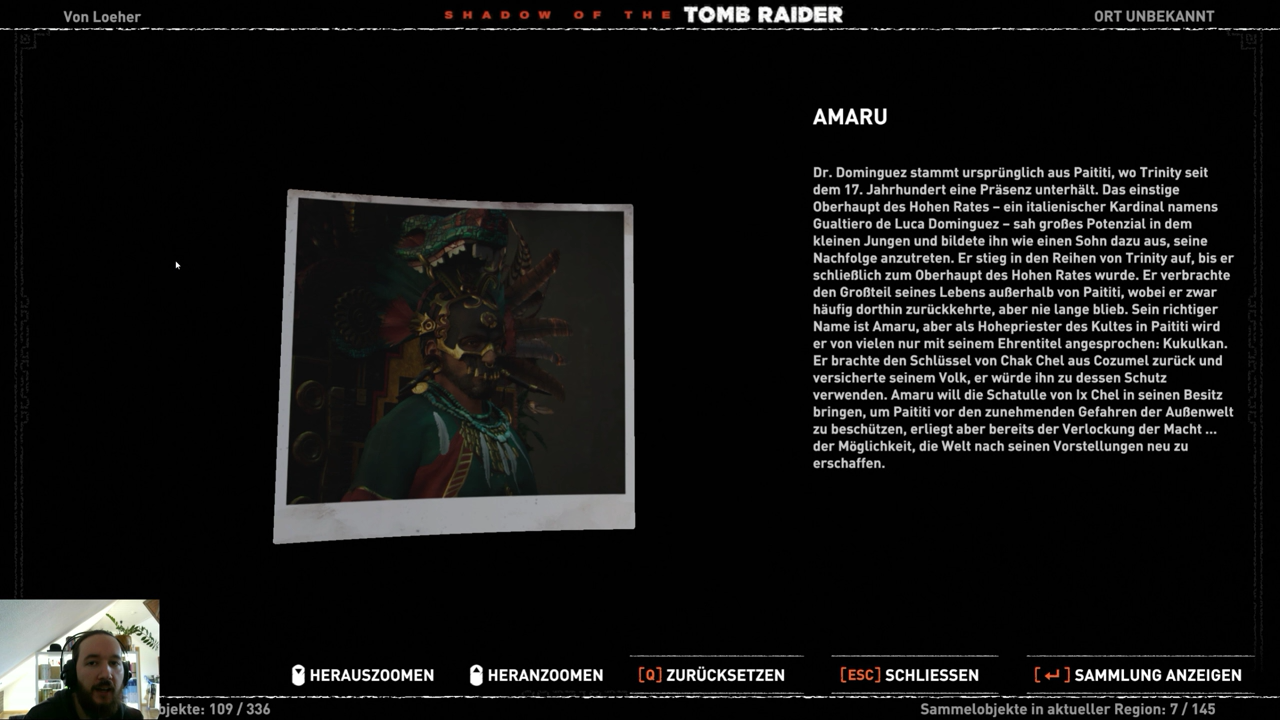 Von Loeher
SHADOW OF THE TOMB RAIDER
ORT UNBEKANNT
AMARU
Dr. Dominguez stammt ursprünglich aus Paititi, wo Trinity seit
dem 17. Jahrhundert eine Präsenz unterhält. Das einstige
Oberhaupt des Hohen Rates – ein italienischer Kardinal namens
Gualtiero de Luca Dominguez – sah großes Potenzial in dem
kleinen Jungen und bildete ihn wie einen Sohn dazu aus, seine
Nachfolge anzutreten. Er stieg in den Reihen von Trinity auf, bis er
schließlich zum Oberhaupt des Hohen Rates wurde. Er verbrachte
den Großteil seines Lebens außerhalb von Paititi, wobei er zwar
häufig dorthin zurückkehrte, aber nie lange blieb. Sein richtiger
Name ist Amaru, aber als Hohepriester des Kultes in Paititi wird
er von vielen nur mit seinem Ehrentitel angesprochen: Kukulkan.
Er brachte den Schlüssel von Chak Chel aus Cozumel zurück und
versicherte seinem Volk, er würde ihn zu dessen Schutz
verwenden. Amaru will die Schatulle von Ix Chel in seinen Besitz
bringen, um Paititi vor den zunehmenden Gefahren der Außenwelt
zu beschützen, erliegt aber bereits der Verlockung der Macht ...
der Möglichkeit, die Welt nach seinen Vorstellungen neu zu
erschaffen.
HERAUSZOOMEN
HERANZOOMEN
[Q] ZURÜCKSETZEN
[ESC] SCHLIESSEN
[↵] SAMMLUNG ANZEIGEN
bjekte: 109 / 336
Sammelobjekte in aktueller Region: 7 / 145